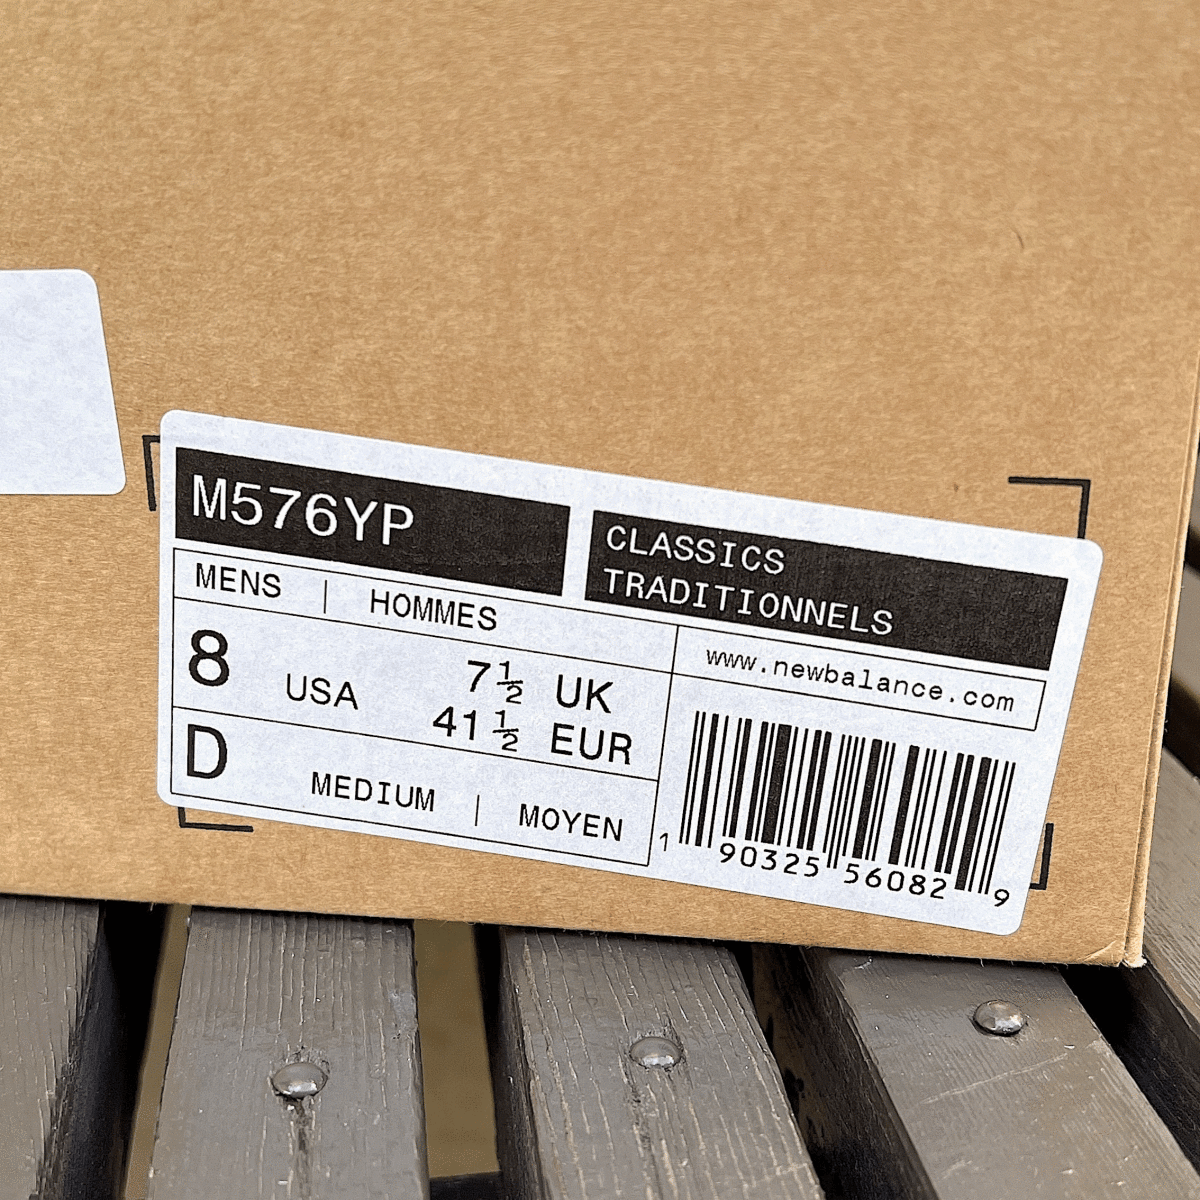 M576YP
CLASSICS
TRADITIONNELS
MENS | HOMMES
www.newbalance.com
8 USA 7½ UK
41½ EUR
D MEDIUM | MOYEN
1 90325 56082 9